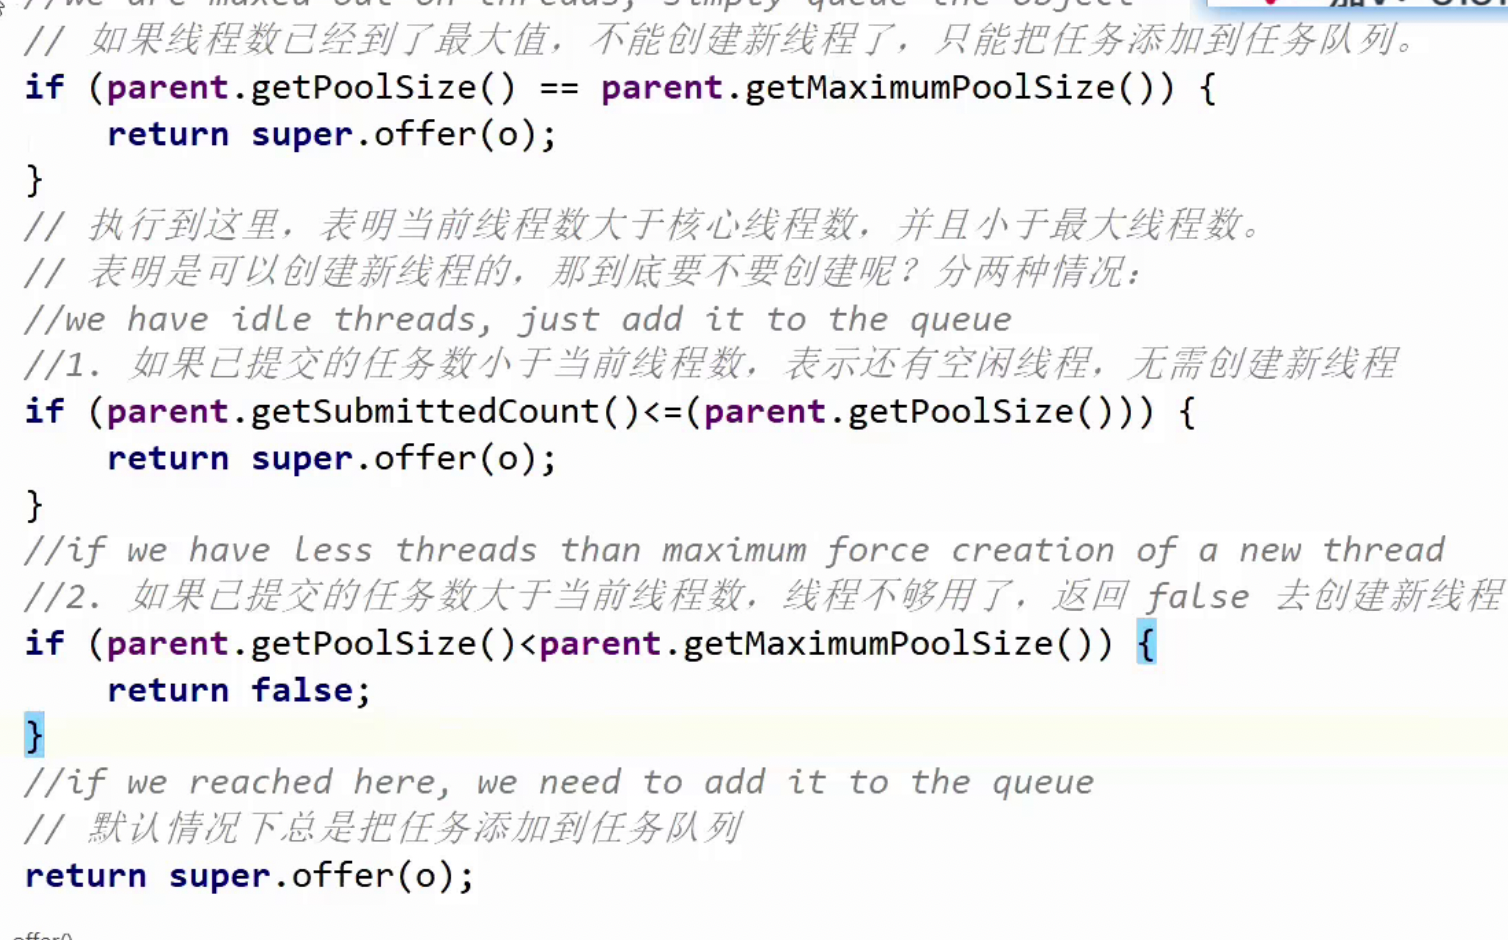 //we are maxed out on threads, simply queue the object
// 如果线程数已经到了最大值，不能创建新线程了，只能把任务添加到任务队列。
if (parent.getPoolSize() == parent.getMaximumPoolSize()) {
return super.offer(o);
}
// 执行到这里，表明当前线程数大于核心线程数，并且小于最大线程数。
// 表明是可以创建新线程的，那到底要不要创建呢？分两种情况：
//we have idle threads, just add it to the queue
//1. 如果已提交的任务数小于当前线程数，表示还有空闲线程，无需创建新线程
if (parent.getSubmittedCount()<=(parent.getPoolSize())) {
return super.offer(o);
}
//if we have less threads than maximum force creation of a new thread
//2. 如果已提交的任务数大于当前线程数，线程不够用了，返回 false 去创建新线程
if (parent.getPoolSize()<parent.getMaximumPoolSize()) {
return false;
}
//if we reached here, we need to add it to the queue
// 默认情况下总是把任务添加到任务队列
return super.offer(o);
offer()